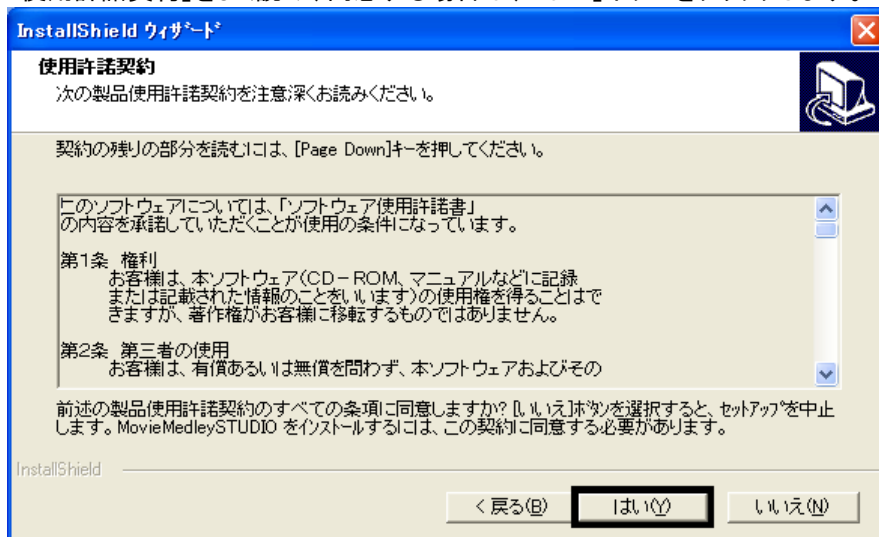 InstallShield ウィザード
使用許諾契約
次の製品使用許諾契約を注意深くお読みください。
契約の残りの部分を読むには、[Page Down]キーを押してください。
このソフトウェアについては、「ソフトウェア使用許諾書」
の内容を承諾していただくことが使用の条件になっています。
第1条 権利
お客様は、本ソフトウェア(CD-ROM、マニュアルなどに記録
または記載された情報のことをいいます)の使用権を得ることはで
きますが、著作権がお客様に移転するものではありません。
第2条 第三者の使用
お客様は、有償あるいは無償を問わず、本ソフトウェアおよびその
前述の製品使用許諾契約のすべての条項に同意しますか? [いいえ]ボタンを選択すると、セットアップを中止
します。MovieMedleySTUDIO をインストールするには、この契約に同意する必要があります。
InstallShield
< 戻る(B)
はい(Y)
いいえ(N)